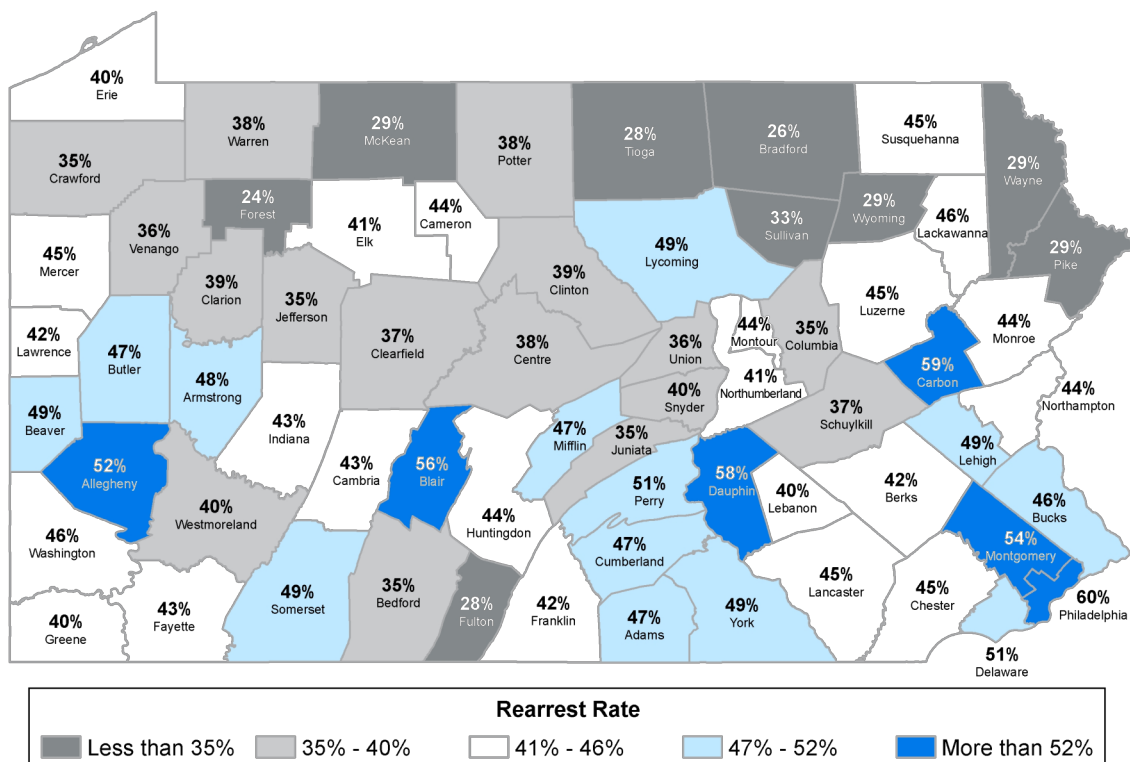 40%
Erie
38%
Warren
29%
McKean
38%
Potter
28%
Tioga
26%
Bradford
45%
Susquehanna
29%
Wayne
35%
Crawford
24%
Forest
41%
Elk
44%
Cameron
33%
Sullivan
29%
Wyoming
46%
Lackawanna
29%
Pike
36%
Venango
45%
Mercer
39%
Clarion
35%
Jefferson
39%
Clinton
49%
Lycoming
45%
Luzerne
44%
Monroe
42%
Lawrence
47%
Butler
37%
Clearfield
38%
Centre
36%
Union
44%
Montour
35%
Columbia
59%
Carbon
44%
Northampton
49%
Beaver
48%
Armstrong
43%
Indiana
40%
Snyder
41%
Northumberland
37%
Schuylkill
49%
Lehigh
52%
Allegheny
43%
Cambria
56%
Blair
47%
Mifflin
35%
Juniata
51%
Perry
58%
Dauphin
40%
Lebanon
42%
Berks
46%
Bucks
46%
Washington
40%
Westmoreland
44%
Huntingdon
47%
Cumberland
54%
Montgomery
40%
Greene
43%
Fayette
49%
Somerset
35%
Bedford
28%
Fulton
42%
Franklin
47%
Adams
49%
York
45%
Lancaster
45%
Chester
60%
Philadelphia
51%
Delaware
Rearrest Rate
Less than 35%
35% - 40%
41% - 46%
47% - 52%
More than 52%